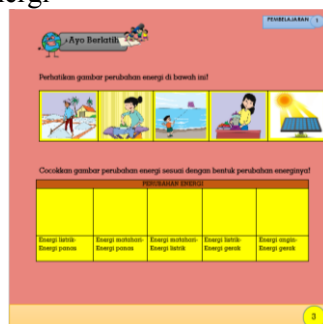 nergi
PEMBELAJARAN 1
Ayo Berlatih
Perhatikan gambar perubahan energi di bawah ini!
Cocokkan gambar perubahan energi sesuai dengan bentuk perubahan energinya!
PERUBAHAN ENERGI
Energi listrik- Energi matahari- Energi matahari- Energi listrik- Energi angin-
Energi panas Energi panas Energi listrik Energi gerak Energi gerak
3